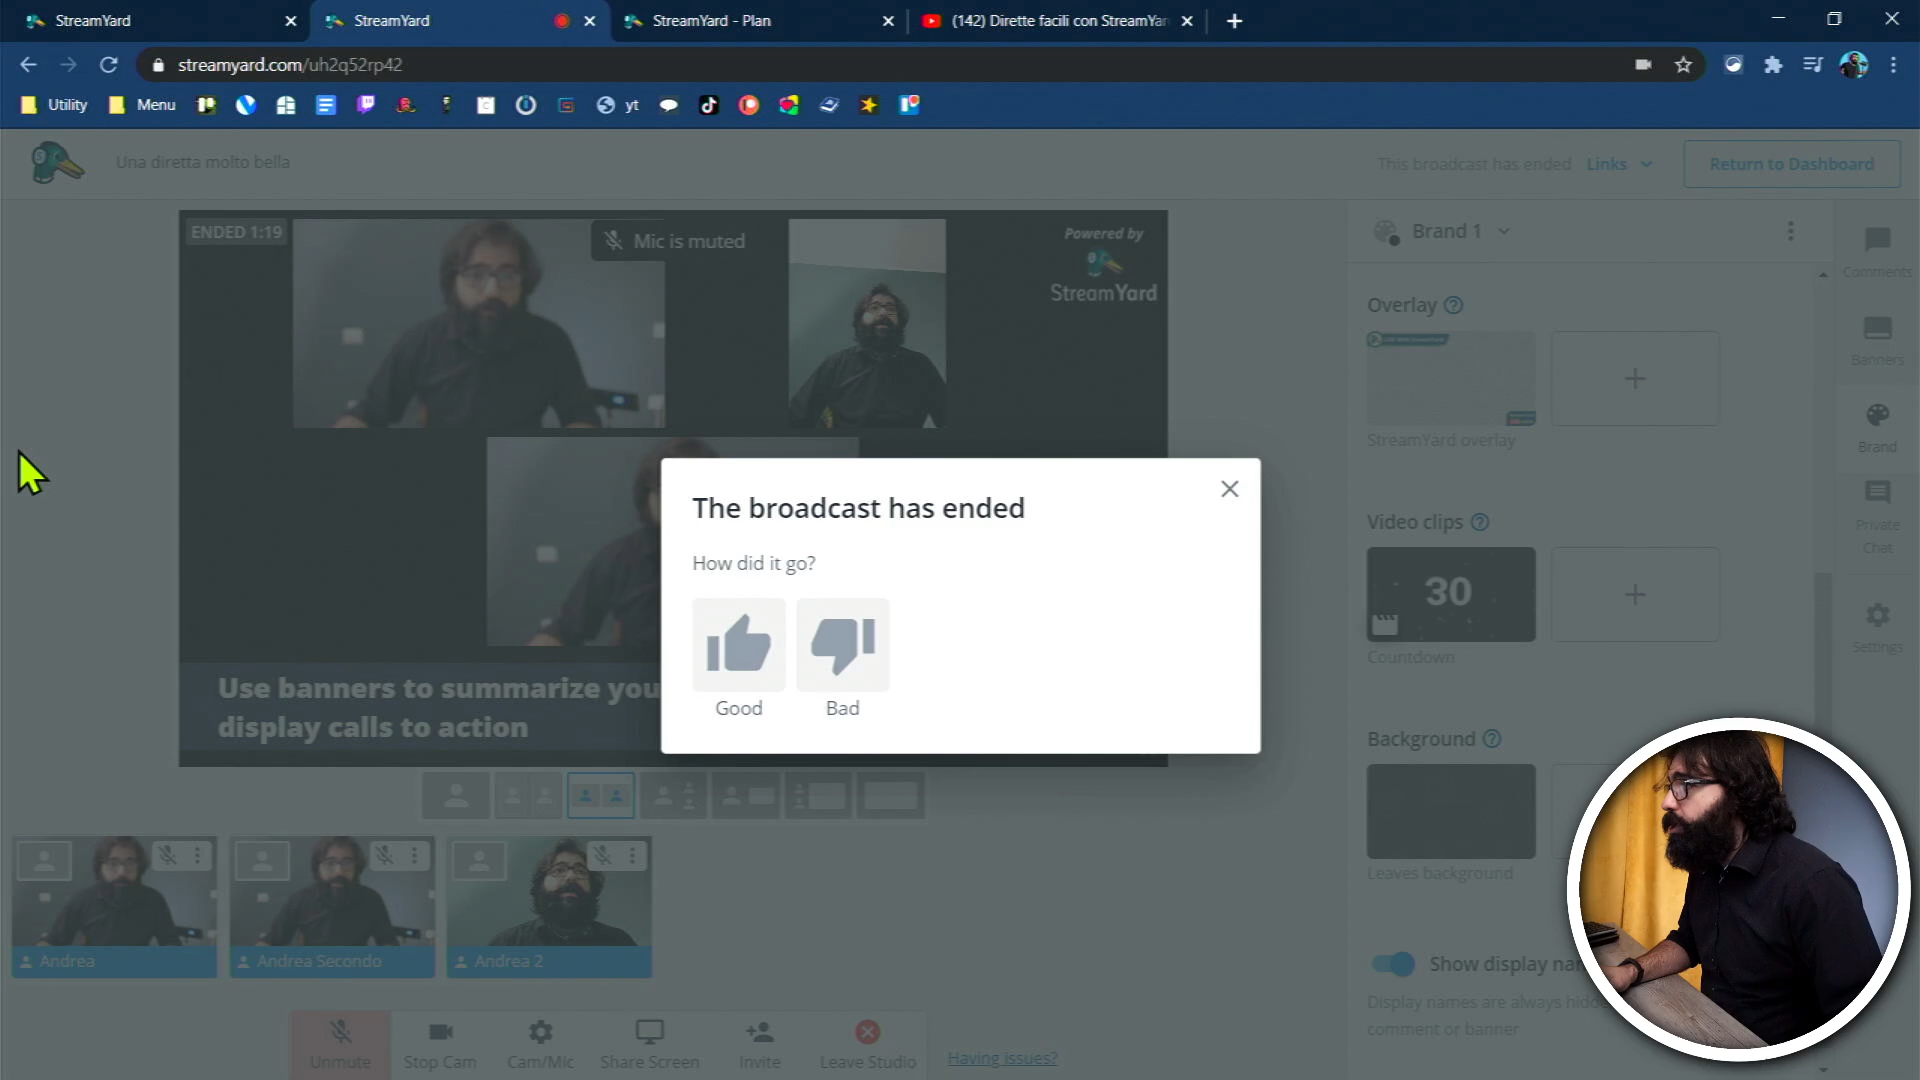 StreamYard
StreamYard
StreamYard - Plan
(142) Dirette facili con StreamYar
streamyard.com/uh2q52rp42
Utility
Menu
yt
Una diretta molto bella
This broadcast has ended
Links
Return to Dashboard
ENDED 1:19
Mic is muted
Powered by
StreamYard
Use banners to summarize you
display calls to action
The broadcast has ended
How did it go?
Good
Bad
Brand 1
Overlay
StreamYard overlay
Video clips
30
Countdown
Background
Leaves background
Show display na
Display names are always hid
comment or banner
Comments
Banners
Brand
Private
Chat
Settings
Andrea
Andrea Secondo
Andrea 2
Unmute
Stop Cam
Cam/Mic
Share Screen
Invite
Leave Studio
Having issues?